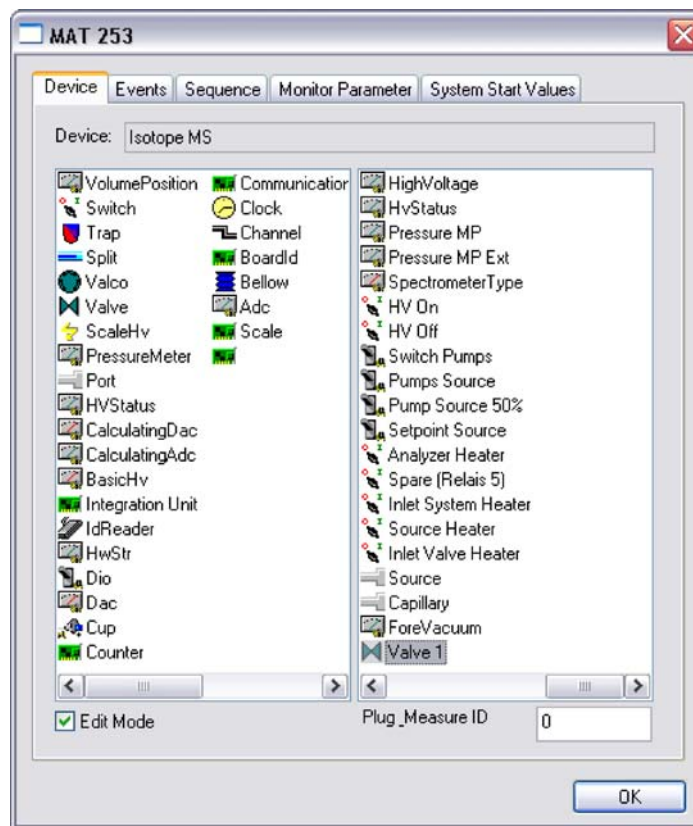 MAT 253
Device Events Sequence Monitor Parameter System Start Values
Device: Isotope MS
VolumePosition
Switch
Trap
Split
Valco
Valve
ScaleHv
PressureMeter
Port
HVStatus
CalculatingDac
CalculatingAdc
BasicHv
Integration Unit
IdReader
HwStr
Dio
Dac
Cup
Counter
Communication
Clock
Channel
BoardId
Bellow
Adc
Scale
HighVoltage
HvStatus
Pressure MP
Pressure MP Ext
SpectrometerType
HV On
HV Off
Switch Pumps
Pumps Source
Pump Source 50%
Setpoint Source
Analyzer Heater
Spare (Relais 5)
Inlet System Heater
Source Heater
Inlet Valve Heater
Source
Capillary
ForeVacuum
Valve 1
Edit Mode
Plug_Measure ID 0
OK